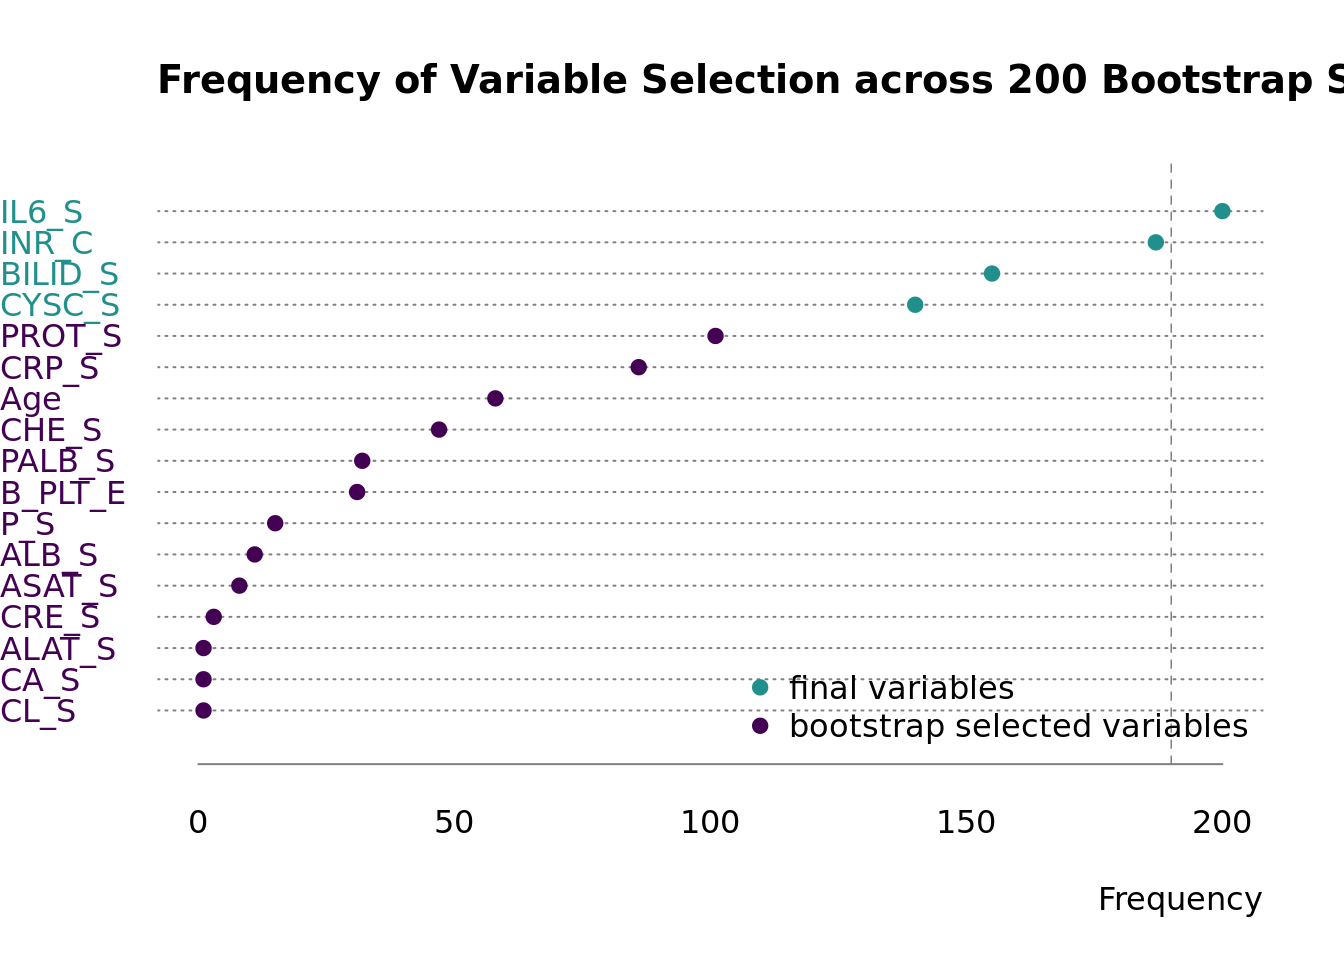 Frequency of Variable Selection across 200 Bootstrap S
IL6_S
INR_C
BILID_S
CYSC_S
PROT_S
CRP_S
Age
CHE_S
PALB_S
B_PLT_E
P_S
ALB_S
ASAT_S
CRE_S
ALAT_S
CA_S
CL_S
final variables
bootstrap selected variables
0 50 100 150 200
Frequency